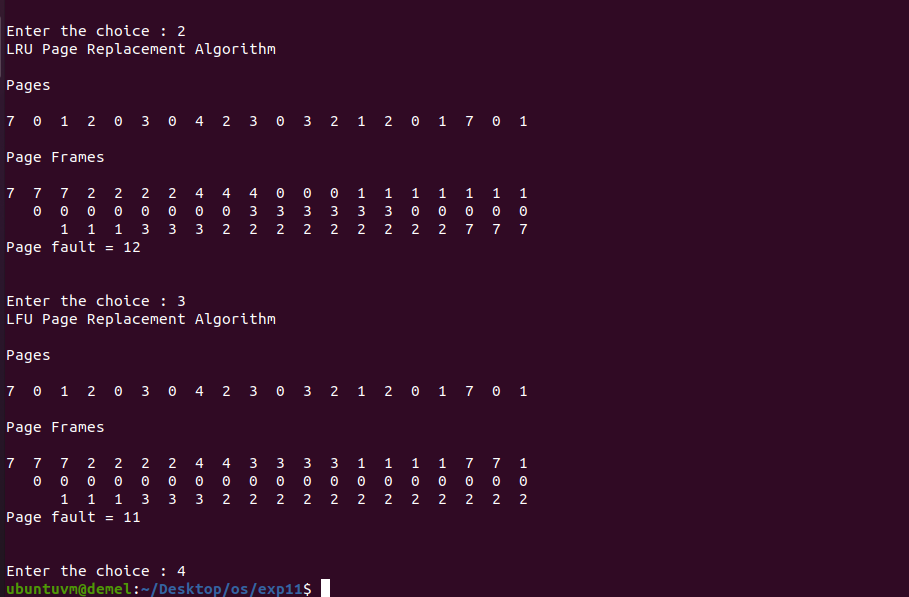 Enter the choice : 2
LRU Page Replacement Algorithm
Pages
7  0  1  2  0  3  0  4  2  3  0  3  2  1  2  0  1  7  0  1
Page Frames
7  7  7  2  2  2  2  4  4  4  0  0  0  1  1  1  1  1  1  1
   0  0  0  0  0  0  0  0  3  3  3  3  3  3  0  0  0  0  0
      1  1  1  3  3  3  2  2  2  2  2  2  2  2  2  7  7  7
Page fault = 12
Enter the choice : 3
LFU Page Replacement Algorithm
Pages
7  0  1  2  0  3  0  4  2  3  0  3  2  1  2  0  1  7  0  1
Page Frames
7  7  7  2  2  2  2  4  4  3  3  3  3  1  1  1  1  7  7  1
   0  0  0  0  0  0  0  0  0  0  0  0  0  0  0  0  0  0  0
      1  1  1  3  3  3  2  2  2  2  2  2  2  2  2  2  2  2
Page fault = 11
Enter the choice : 4
ubuntuvm@demel:~/Desktop/os/exp11$